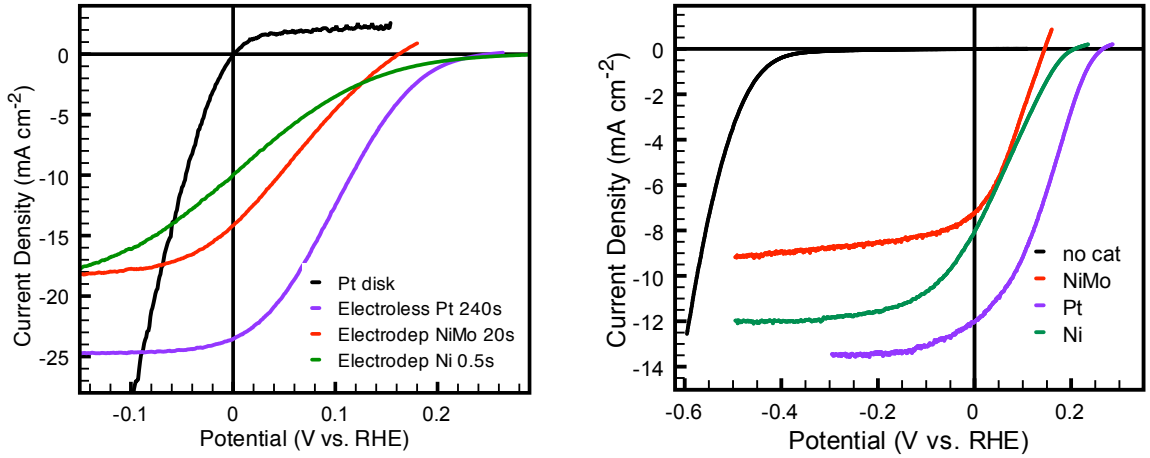 0
-5
-10
-15
-20
-25
Current Density (mA cm-2)
Pt disk
Electroless Pt 240s
Electrodep NiMo 20s
Electrodep Ni 0.5s
-0.1
0
0.1
0.2
Potential (V vs. RHE)
0
-2
-4
-6
-8
-10
-12
-14
Current Density (mA cm-2)
no cat
NiMo
Pt
Ni
-0.6
-0.4
-0.2
0
0.2
Potential (V vs. RHE)